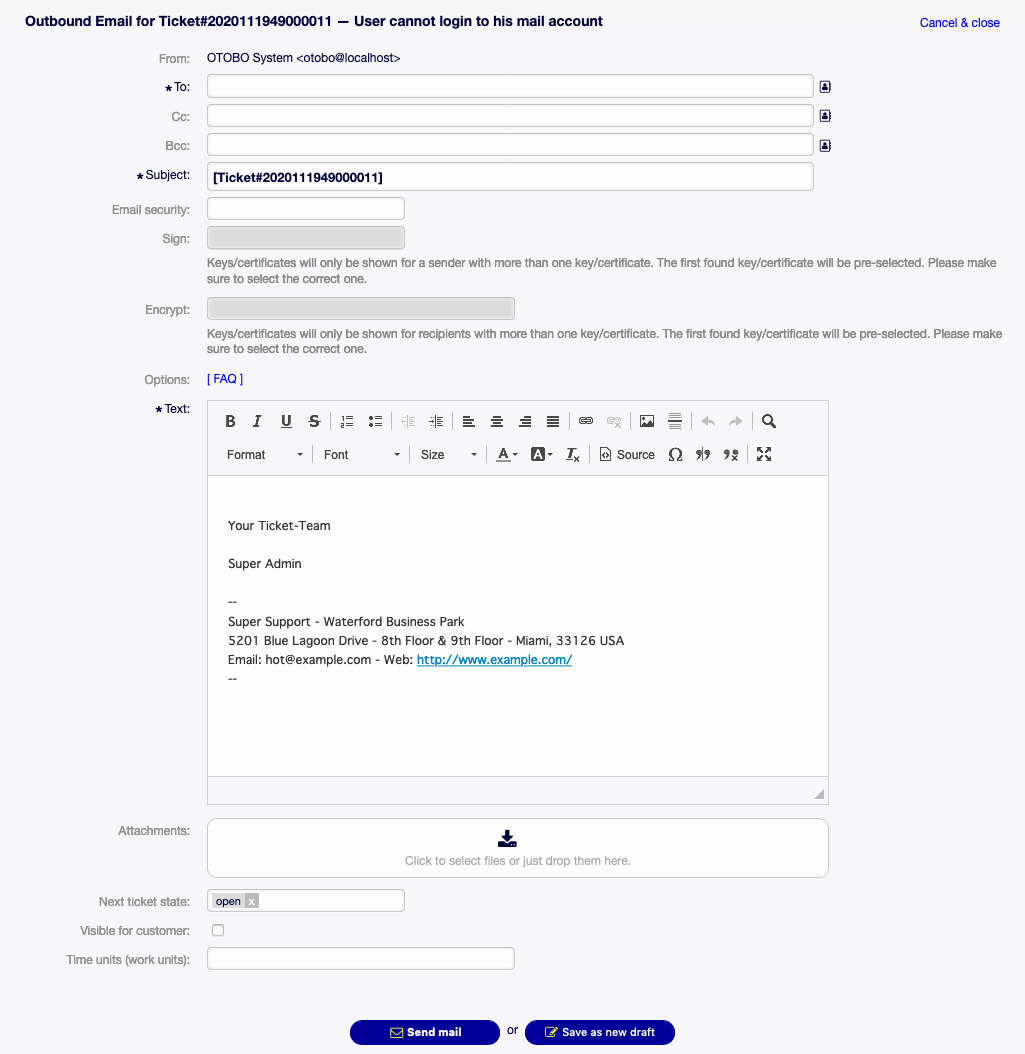 Outbound Email for Ticket#2020111949000011 — User cannot login to his mail account
Cancel & close
From: OTOBO System <otobo@localhost>
★ To:
Cc:
Bcc:
★ Subject: [Ticket#2020111949000011]
Email security:
Sign:
Keys/certificates will only be shown for a sender with more than one key/certificate. The first found key/certificate will be pre-selected. Please make
sure to select the correct one.
Encrypt:
Keys/certificates will only be shown for recipients with more than one key/certificate. The first found key/certificate will be pre-selected. Please make
sure to select the correct one.
Options: [ FAQ ]
★ Text:
B I U S
Format Font Size A A Tx Source Ω
Your Ticket-Team
Super Admin
--
Super Support - Waterford Business Park
5201 Blue Lagoon Drive - 8th Floor & 9th Floor - Miami, 33126 USA
Email: hot@example.com - Web: http://www.example.com/
--
Attachments:
Click to select files or just drop them here.
Next ticket state: open x
Visible for customer:
Time units (work units):
Send mail or Save as new draft